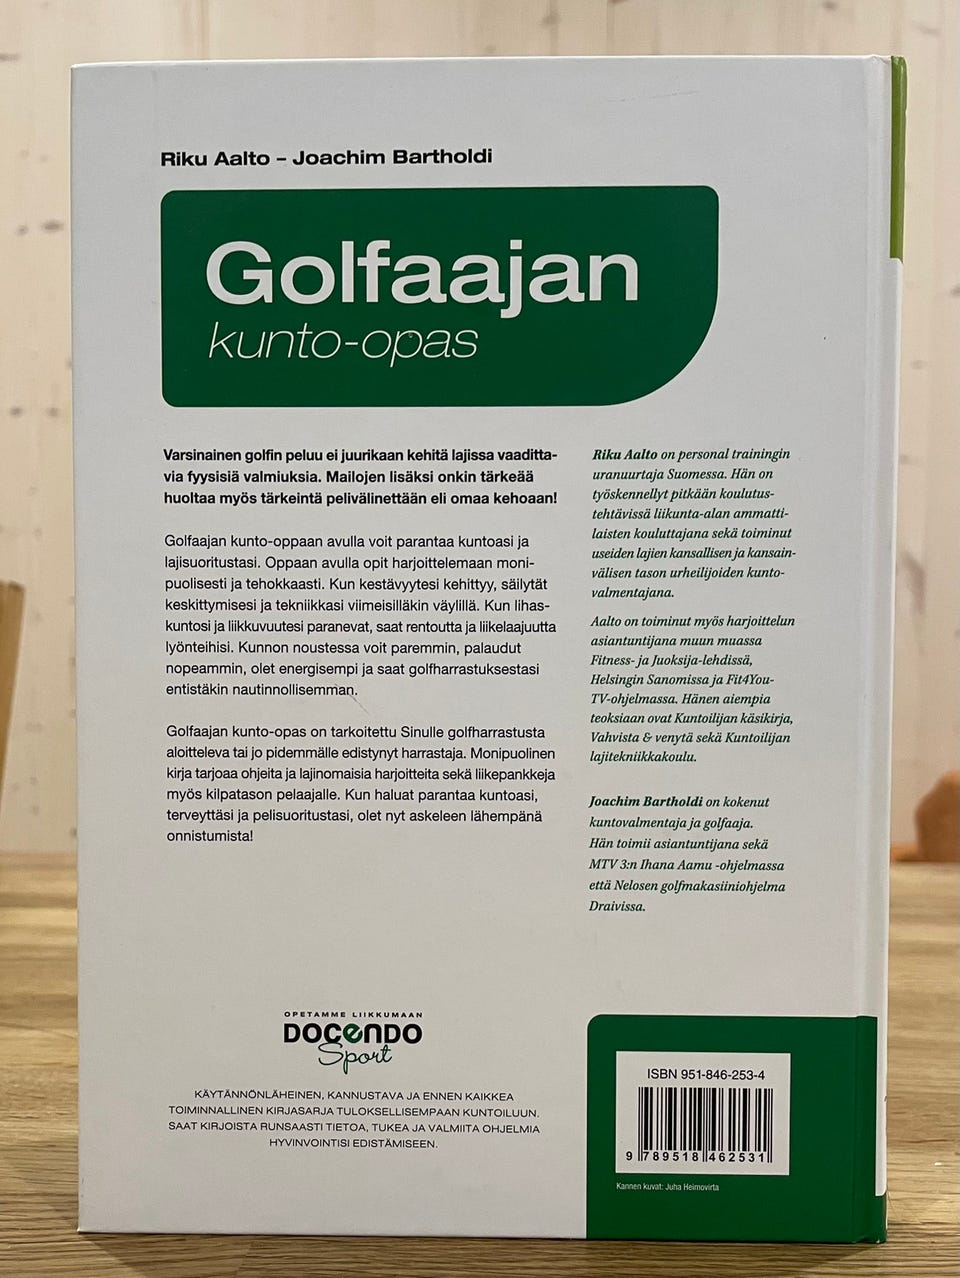 Riku Aalto – Joachim Bartholdi
Golfaajan
kunto-opas
Varsinainen golfin peluu ei juurikaan kehitä lajissa vaaditta-
via fyysisiä valmiuksia. Mailojen lisäksi onkin tärkeää
huoltaa myös tärkeintä pelivälinettään eli omaa kehoaan!
Golfaajan kunto-oppaan avulla voit parantaa kuntoasi ja
lajisuoritustasi. Oppaan avulla opit harjoittelemaan moni-
puolisesti ja tehokkaasti. Kun kestävyytesi kehittyy, säilytät
keskittymisesi ja tekniikkasi viimeisilläkin väylillä. Kun lihas-
kuntosi ja liikkuvuutesi paranevat, saat rentoutta ja liikelaajuutta
lyönteihisi. Kunnon noustessa voit paremmin, palaudut
nopeammin, olet energisempi ja saat golfharrastuksestasi
entistäkin nautinnollisemman.
Golfaajan kunto-opas on tarkoitettu Sinulle golfharrastusta
aloitteleva tai jo pidemmälle edistynyt harrastaja. Monipuolinen
kirja tarjoaa ohjeita ja lajinomaisia harjoitteita sekä liikepankkeja
myös kilpatason pelaajalle. Kun haluat parantaa kuntoasi,
terveyttäsi ja pelisuoritustasi, olet nyt askeleen lähempänä
onnistumista!
Riku Aalto on personal trainingin
uranuurtaja Suomessa. Hän on
työskennellyt pitkään koulutus-
tehtävissä liikunta-alan ammatti-
laisten kouluttajana sekä toiminut
useiden lajien kansallisen ja kansain-
välisen tason urheilijoiden kunto-
valmentajana.
Aalto on toiminut myös harjoittelun
asiantuntijana muun muassa
Fitness- ja Juoksija-lehdissä,
Helsingin Sanomissa ja Fit4You-
TV-ohjelmassa. Hänen aiempia
teoksiaan ovat Kuntoilijan käsikirja,
Vahvista & venytä sekä Kuntoilijan
lajitekniikkakoulu.
Joachim Bartholdi on kokenut
kuntovalmentaja ja golfaaja.
Hän toimii asiantuntijana sekä
MTV 3:n Ihana Aamu -ohjelmassa
että Nelosen golfmakasiiniohjelma
Draivissa.
OPETAMME LIIKKUMAAN
DOCENDO
Sport
KÄYTÄNNÖNLÄHEINEN, KANNUSTAVA JA ENNEN KAIKKEA
TOIMINNALLINEN KIRJASARJA TULOKSELLISEMPAAN KUNTOILUUN.
SAAT KIRJOISTA RUNSAASTI TIETOA, TUKEA JA VALMIITA OHJELMIA
HYVINVOINTISI EDISTÄMISEEN.
ISBN 951-846-253-4
9 789518 462531
Kannen kuvat: Juha Heimovirta